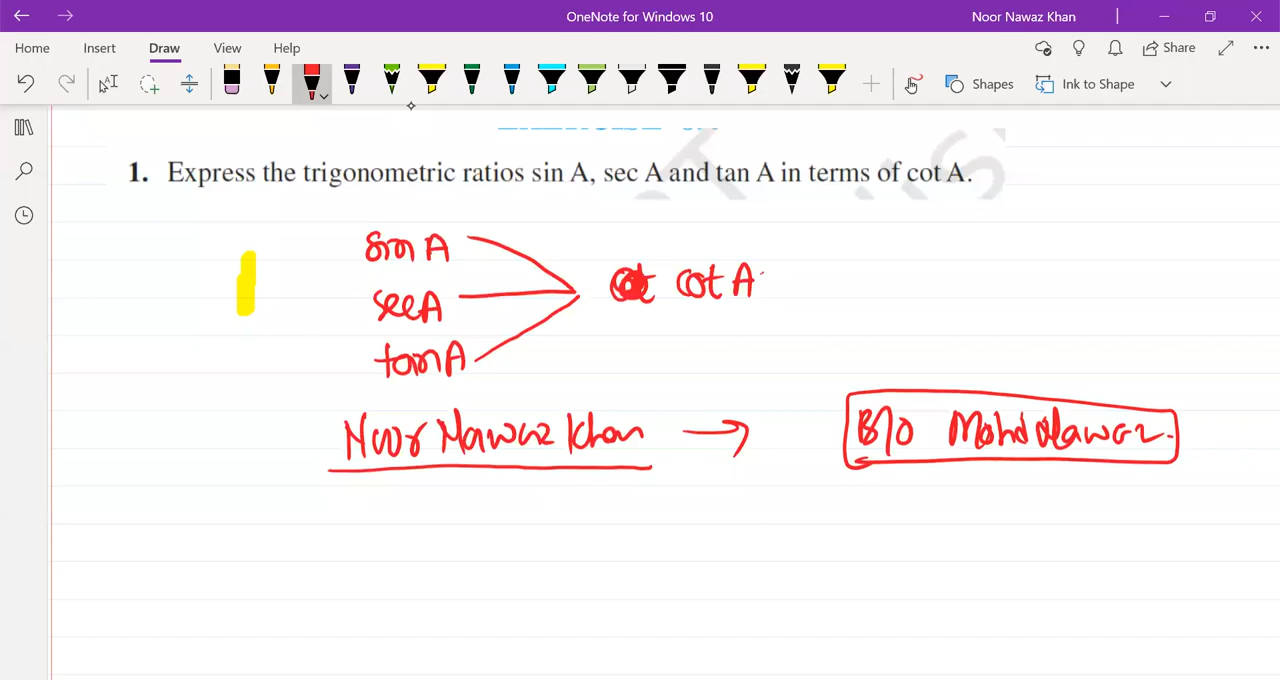 OneNote for Windows 10
Noor Nawaz Khan
Home Insert Draw View Help
Share
Shapes
Ink to Shape
1. Express the trigonometric ratios sin A, sec A and tan A in terms of cot A.
sin A
sec A
cot A
tan A
Noor Nawaz Khan →
B/o Mohd Nawaz.